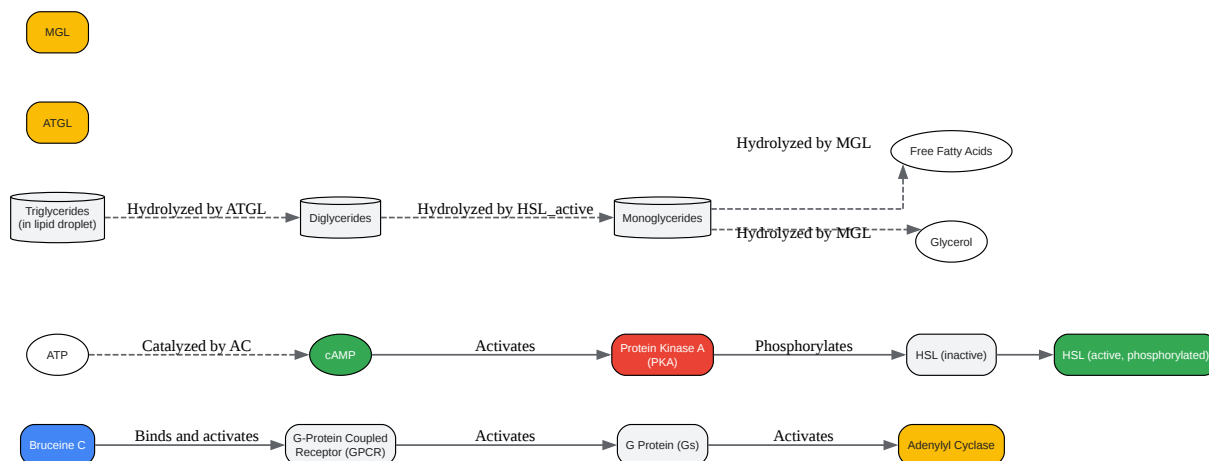 MGL
ATGL
Hydrolyzed by MGL
Free Fatty Acids
Triglycerides
(in lipid droplet)
Hydrolyzed by ATGL
Diglycerides
Hydrolyzed by HSL_active
Monoglycerides
Hydrolyzed by MGL
Glycerol
ATP
Catalyzed by AC
cAMP
Activates
Protein Kinase A
(PKA)
Phosphorylates
HSL (inactive)
HSL (active, phosphorylated)
Bruceine C
Binds and activates
G-Protein Coupled
Receptor (GPCR)
Activates
G Protein (Gs)
Activates
Adenylyl Cyclase